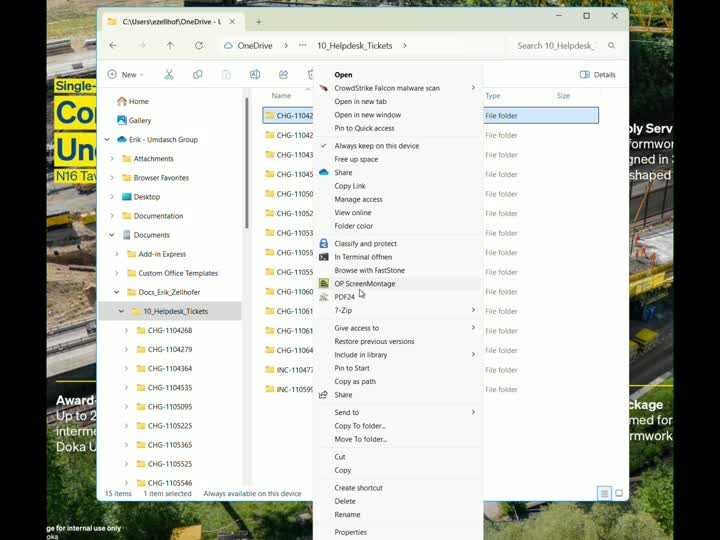 C:\Users\ezellhof\OneDrive - U
OneDrive
10_Helpdesk_Tickets
Search 10_Helpdesk_
New
Details
Home
Gallery
Erik - Umdasch Group
Attachments
Browser Favorites
Desktop
Documentation
Documents
Add-in Express
Custom Office Templates
Docs_Erik_Zellhofer
10_Helpdesk_Tickets
CHG-1104268
CHG-1104279
CHG-1104364
CHG-1104535
CHG-1105095
CHG-1105225
CHG-1105365
CHG-1105525
CHG-1105546
Name
Type
Size
CHG-11042
File folder
CHG-11042
File folder
CHG-11043
File folder
CHG-11045
File folder
CHG-11050
File folder
CHG-11052
File folder
CHG-11053
File folder
CHG-11055
File folder
CHG-11055
File folder
CHG-11060
File folder
CHG-11061
File folder
CHG-11061
File folder
CHG-11064
File folder
INC-110477
File folder
INC-110599
File folder
Open
CrowdStrike Falcon malware scan
Open in new tab
Open in new window
Pin to Quick access
Always keep on this device
Free up space
Share
Copy Link
Manage access
View online
Folder color
Classify and protect
In Terminal öffnen
Browse with FastStone
OP ScreenMontage
PDF24
7-Zip
Give access to
Restore previous versions
Include in library
Pin to Start
Copy as path
Share
Send to
Copy To folder...
Move To folder...
Cut
Copy
Create shortcut
Delete
Rename
Properties
15 items
1 item selected
Always available on this device
Single-
Con
Un
N16 Tav
Award-
Up to 2
interme
Doka U
ge for internal use only
oka
ply Serv
formwor
gned in 3
shaped
ckage
med for
rmwork